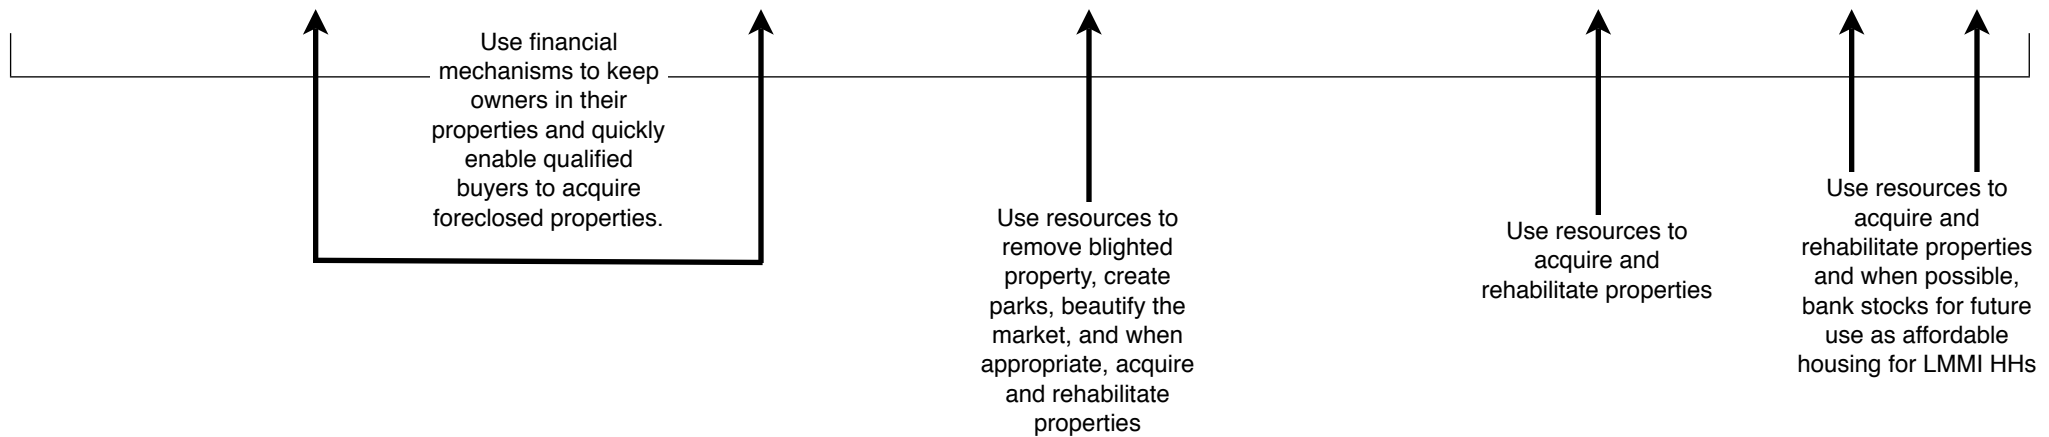 Use financial
mechanisms to keep
owners in their
properties and quickly
enable qualified
buyers to acquire
foreclosed properties.
Use resources to
remove blighted
property, create
parks, beautify the
market, and when
appropriate, acquire
and rehabilitate
properties
Use resources to
acquire and
rehabilitate properties
Use resources to
acquire and
rehabilitate properties
and when possible,
bank stocks for future
use as affordable
housing for LMMI HHs